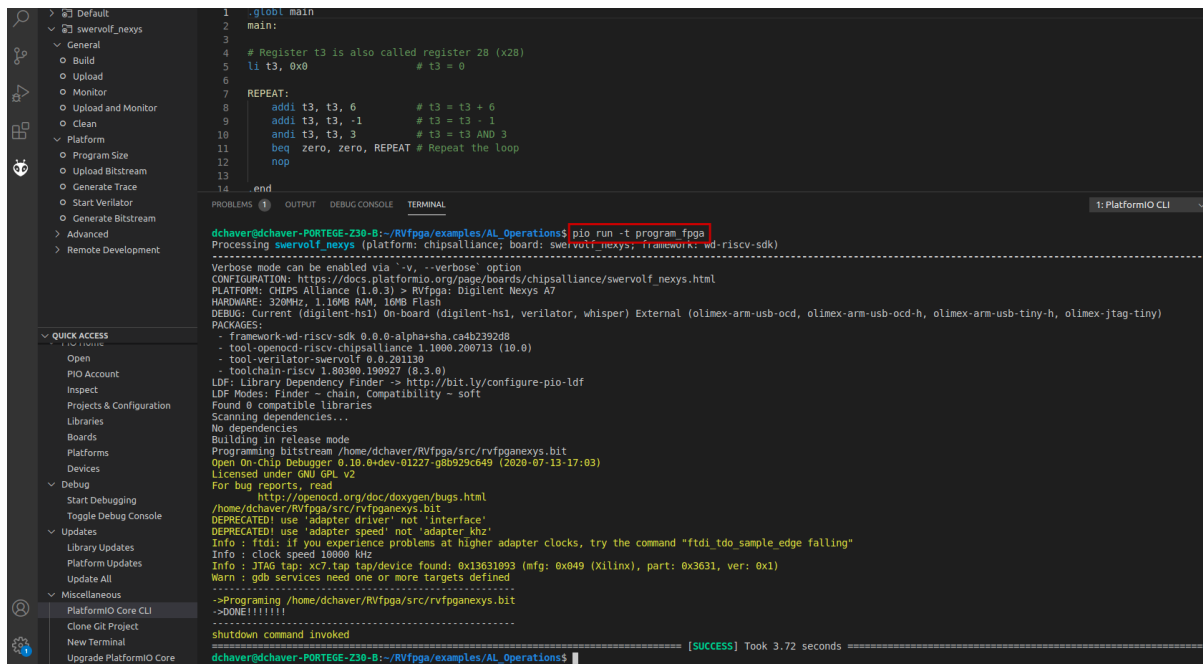 Default
swervolf_nexys
General
Build
Upload
Monitor
Upload and Monitor
Clean
Platform
Program Size
Upload Bitstream
Generate Trace
Start Verilator
Generate Bitstream
Advanced
Remote Development
QUICK ACCESS
PIO Home
Open
PIO Account
Inspect
Projects & Configuration
Libraries
Boards
Platforms
Devices
Debug
Start Debugging
Toggle Debug Console
Updates
Library Updates
Platform Updates
Update All
Miscellaneous
PlatformIO Core CLI
Clone Git Project
New Terminal
Upgrade PlatformIO Core
1
1 .globl main
2 main:
3
4 # Register t3 is also called register 28 (x28)
5 li t3, 0x0 # t3 = 0
6
7 REPEAT:
8 addi t3, t3, 6 # t3 = t3 + 6
9 addi t3, t3, -1 # t3 = t3 - 1
10 andi t3, t3, 3 # t3 = t3 AND 3
11 beq zero, zero, REPEAT # Repeat the loop
12 nop
13
14 .end
PROBLEMS 1 OUTPUT DEBUG CONSOLE TERMINAL 1: PlatformIO CLI
dchaver@dchaver-PORTEGE-Z30-B:~/RVfpga/examples/AL_Operations$ pio run -t program_fpga
Processing swervolf_nexys (platform: chipsalliance; board: swervolf_nexys; framework: wd-riscv-sdk)
Verbose mode can be enabled via `-v, --verbose` option
CONFIGURATION: https://docs.platformio.org/page/boards/chipsalliance/swervolf_nexys.html
PLATFORM: CHIPS Alliance (1.0.3) > RVfpga: Digilent Nexys A7
HARDWARE: 320MHz, 1.16MB RAM, 16MB Flash
DEBUG: Current (digilent-hs1) On-board (digilent-hs1, verilator, whisper) External (olimex-arm-usb-ocd, olimex-arm-usb-ocd-h, olimex-arm-usb-tiny-h, olimex-jtag-tiny)
PACKAGES:
- framework-wd-riscv-sdk 0.0.0-alpha+sha.ca4b2392d8
- tool-openocd-riscv-chipsalliance 1.1000.200713 (10.0)
- tool-verilator-swervolf 0.0.201130
- toolchain-riscv 1.80300.190927 (8.3.0)
LDF: Library Dependency Finder -> http://bit.ly/configure-pio-ldf
LDF Modes: Finder ~ chain, Compatibility ~ soft
Found 0 compatible libraries
Scanning dependencies...
No dependencies
Building in release mode
Programming bitstream /home/dchaver/RVfpga/src/rvfpganexys.bit
Open On-Chip Debugger 0.10.0+dev-01227-g8b929c649 (2020-07-13-17:03)
Licensed under GNU GPL v2
For bug reports, read
http://openocd.org/doc/doxygen/bugs.html
/home/dchaver/RVfpga/src/rvfpganexys.bit
DEPRECATED! use 'adapter driver' not 'interface'
DEPRECATED! use 'adapter speed' not 'adapter_khz'
Info : ftdi: if you experience problems at higher adapter clocks, try the command "ftdi_tdo_sample_edge falling"
Info : clock speed 10000 kHz
Info : JTAG tap: xc7.tap tap/device found: 0x13631093 (mfg: 0x049 (Xilinx), part: 0x3631, ver: 0x1)
Warn : gdb services need one or more targets defined
----------------------------------------------------
->Programing /home/dchaver/RVfpga/src/rvfpganexys.bit
->DONE!!!!!!!
----------------------------------------------------
shutdown command invoked
[SUCCESS] Took 3.72 seconds
dchaver@dchaver-PORTEGE-Z30-B:~/RVfpga/examples/AL_Operations$